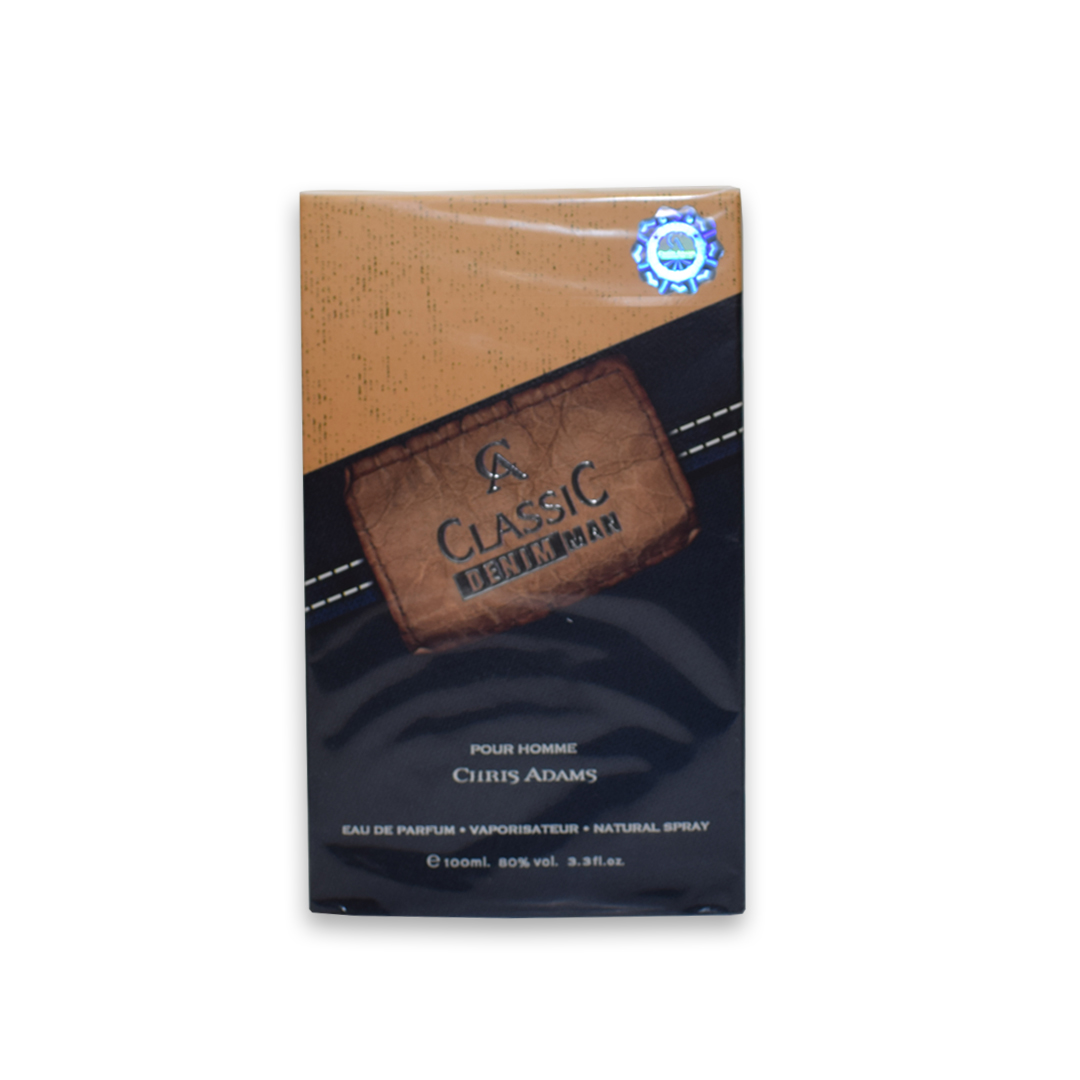 CA
CLASSIC
DENIM MAN
POUR HOMME
CHRIS ADAMS
EAU DE PARFUM • VAPORISATEUR • NATURAL SPRAY
℮ 100ml. 80% vol. 3.3fl.oz.